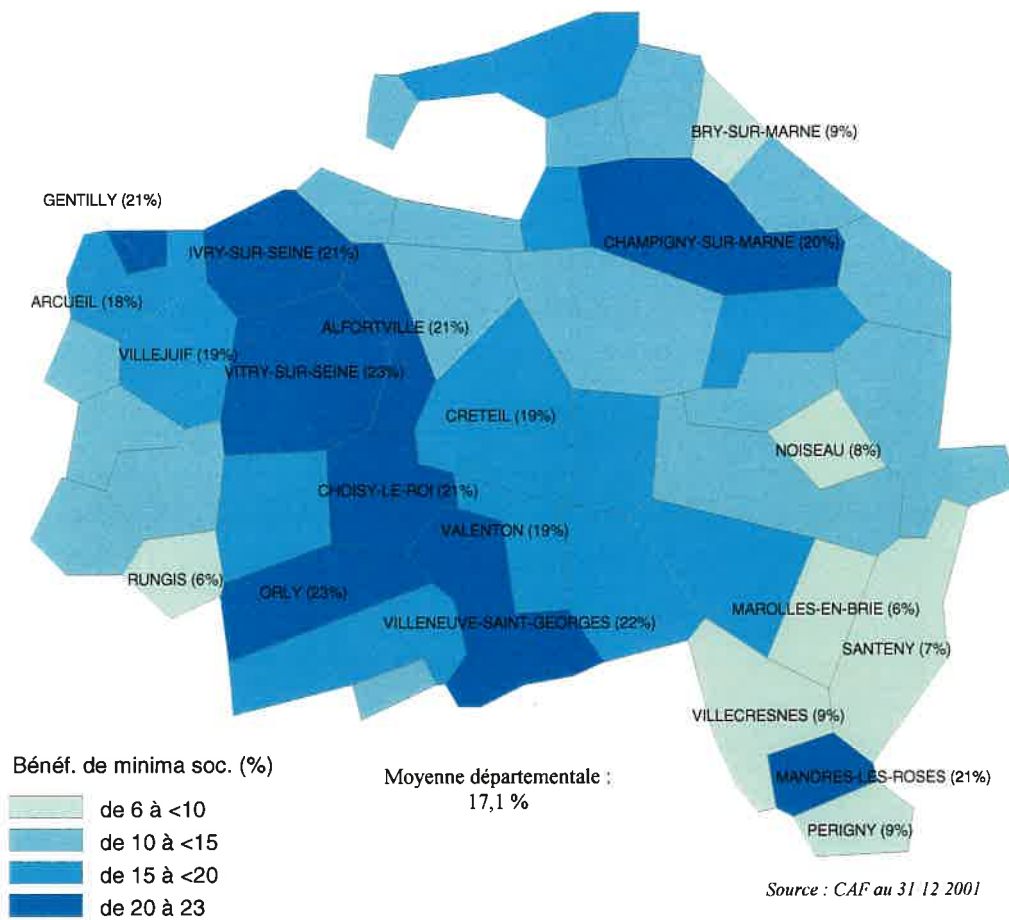 BRY-SUR-MARNE (9%)
GENTILLY (21%)
IVRY-SUR-SEINE (21%)
CHAMPIGNY-SUR-MARNE (20%)
ARCUEIL (18%)
ALFORTVILLE (21%)
VILLEJUIF (19%)
VITRY-SUR-SEINE (23%)
CRETEIL (19%)
NOISEAU (8%)
CHOISY-LE-ROI (21%)
VALENTON (19%)
RUNGIS (6%)
ORLY (23%)
MAROLLES-EN-BRIE (6%)
VILLENEUVE-SAINT-GEORGES (22%)
SANTENY (7%)
VILLECRESNES (9%)
MANDRES-LES-ROSES (21%)
PERIGNY (9%)
Bénéf. de minima soc. (%)
de 6 à <10
de 10 à <15
de 15 à <20
de 20 à 23
Moyenne départementale :
17,1 %
Source : CAF au 31 12 2001